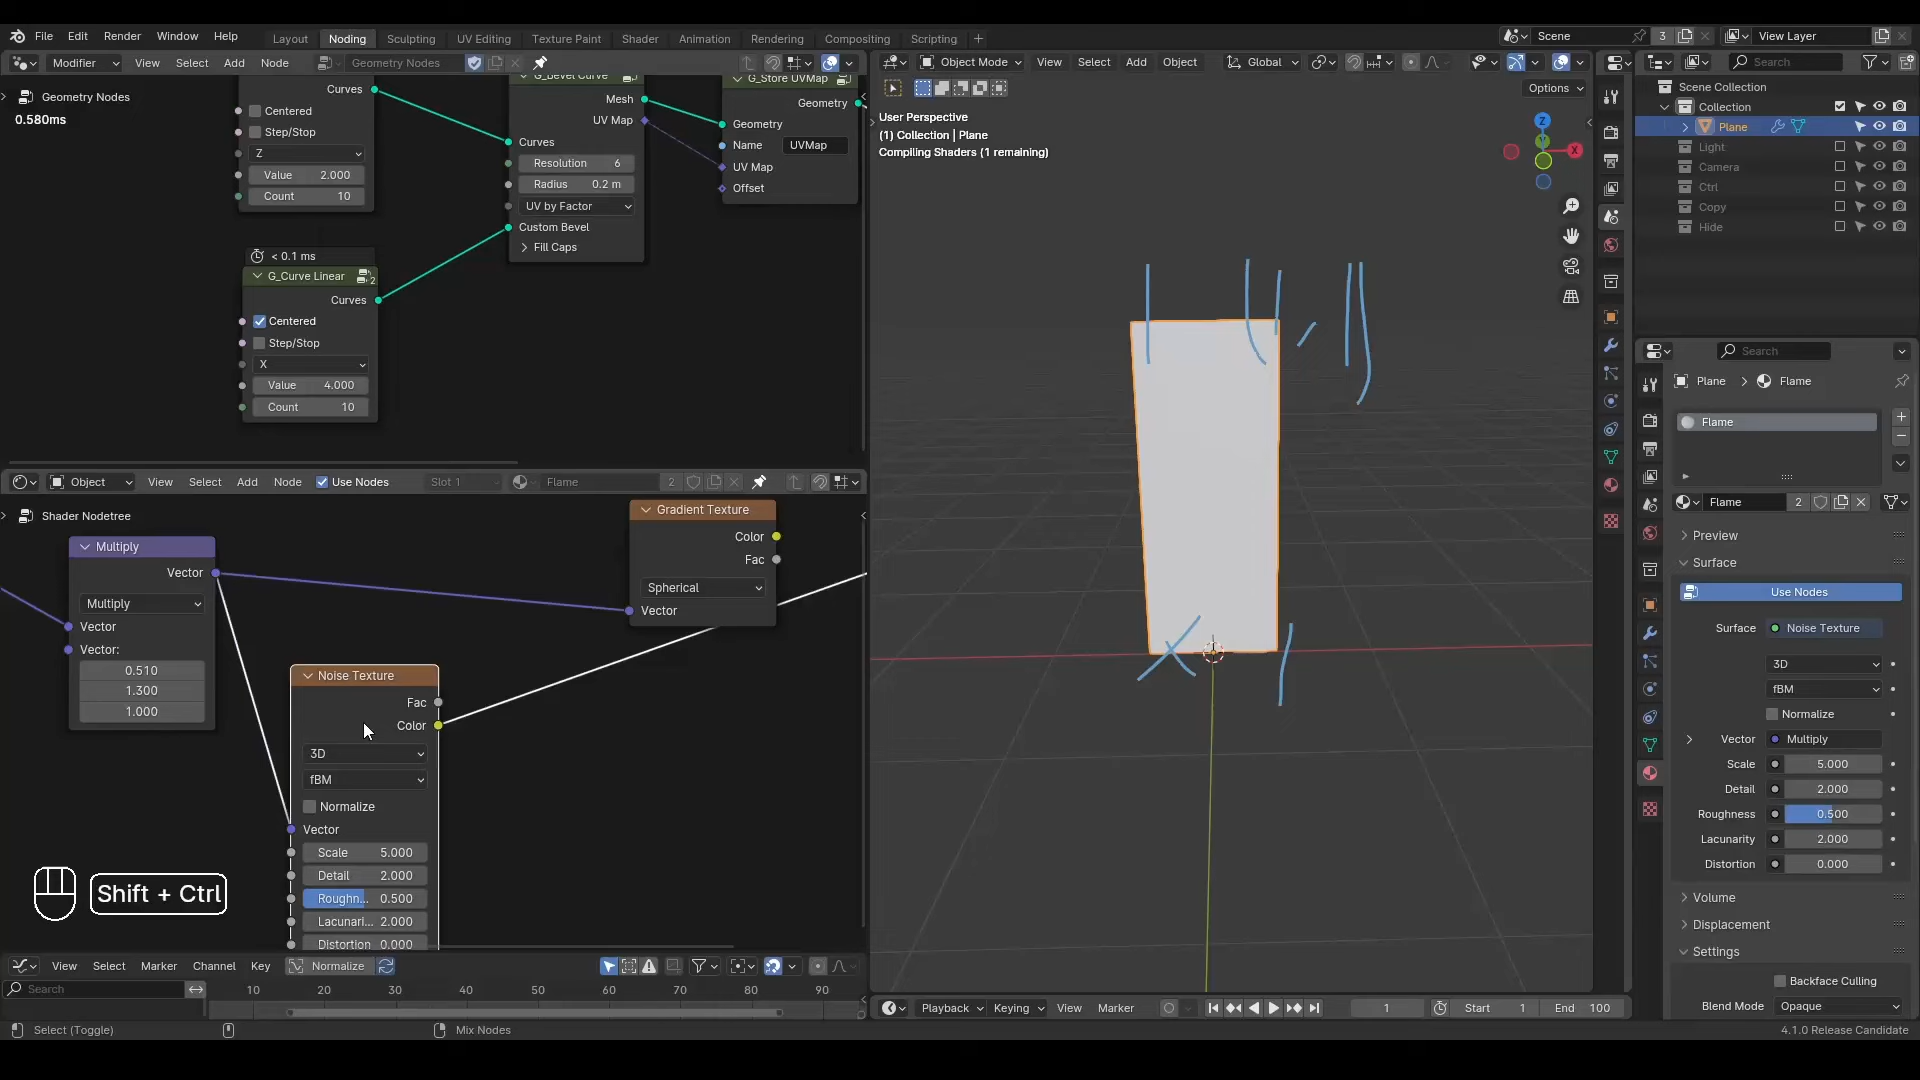 File Edit Render Window Help Layout Noding Sculpting UV Editing Texture Paint Shader Animation Rendering Compositing Scripting + Scene 3 View Layer
Modifier View Select Add Node Geometry Nodes
Object Mode View Select Add Object Global
Search
Options
Geometry Nodes
0.580ms
Curves
Centered
Step/Stop
Z
Value 2.000
Count 10
G_Bevel Curve
Mesh
UV Map
Curves
Resolution 6
Radius 0.2 m
UV by Factor
Custom Bevel
Fill Caps
G_Store UVMap
Geometry
Geometry
Name UVMap
UV Map
Offset
< 0.1 ms
G_Curve Linear
2
Curves
Centered
Step/Stop
X
Value 4.000
Count 10
User Perspective
(1) Collection | Plane
Compiling Shaders (1 remaining)
Z
X
Scene Collection
Collection
Plane
Light
Camera
Ctrl
Copy
Hide
Object View Select Add Node Use Nodes Slot 1 Flame 2
Shader Nodetree
Multiply
Vector
Multiply
Vector
Vector:
0.510
1.300
1.000
Gradient Texture
Color
Fac
Spherical
Vector
Noise Texture
Fac
Color
3D
fBM
Normalize
Vector
Scale 5.000
Detail 2.000
Roughn... 0.500
Lacunari... 2.000
Distortion 0.000
Shift + Ctrl
Search
Plane > Flame
Flame
Flame 2
Preview
Surface
Use Nodes
Surface Noise Texture
3D
fBM
Normalize
Vector Multiply
Scale 5.000
Detail 2.000
Roughness 0.500
Lacunarity 2.000
Distortion 0.000
Volume
Displacement
Settings
Backface Culling
Blend Mode Opaque
View Select Marker Channel Key Normalize
Search
10 20 30 40 50 60 70 80 90
Playback Keying View Marker 1 Start 1 End 100
Select (Toggle) Mix Nodes 4.1.0 Release Candidate